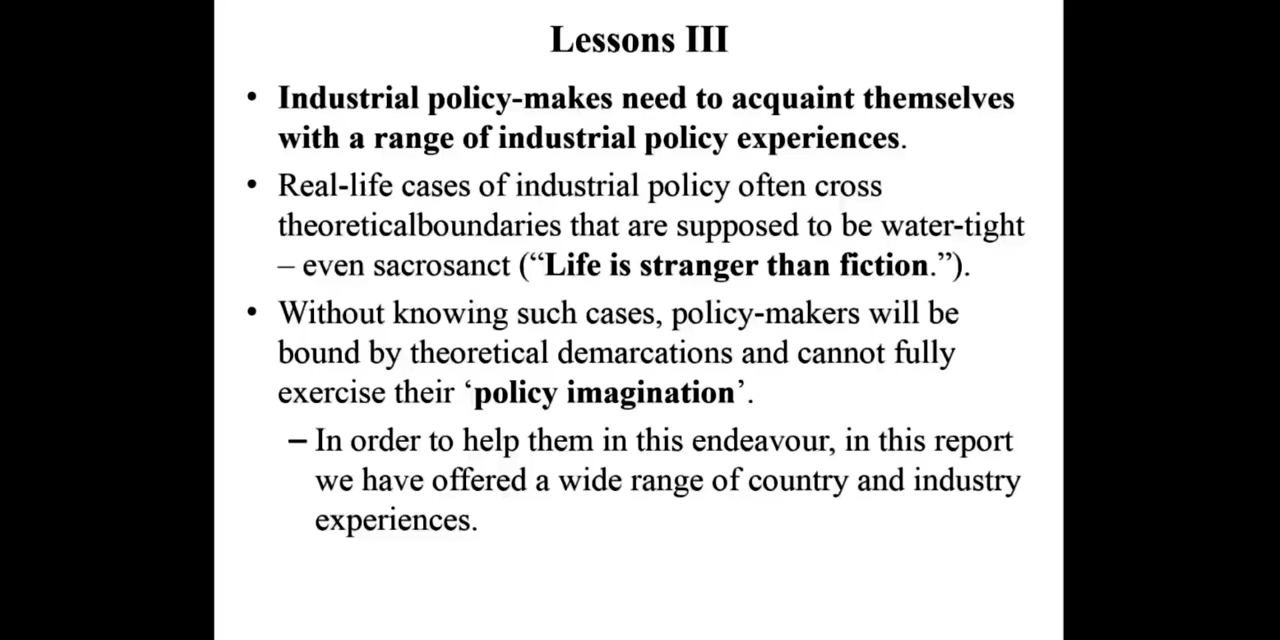 Lessons III
• Industrial policy-makes need to acquaint themselves
with a range of industrial policy experiences.
• Real-life cases of industrial policy often cross
theoreticalboundaries that are supposed to be water-tight
– even sacrosanct (“Life is stranger than fiction.”).
• Without knowing such cases, policy-makers will be
bound by theoretical demarcations and cannot fully
exercise their ‘policy imagination’.
– In order to help them in this endeavour, in this report
we have offered a wide range of country and industry
experiences.